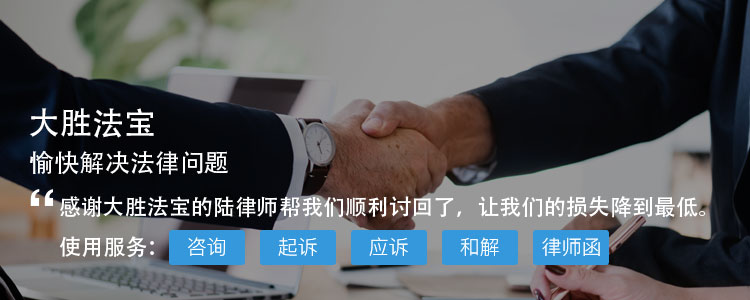 大胜法宝
愉快解决法律问题
“感谢大胜法宝的陆律师帮我们顺利讨回了，让我们的损失降到最低。
使用服务： 咨询 起诉 应诉 和解 律师函